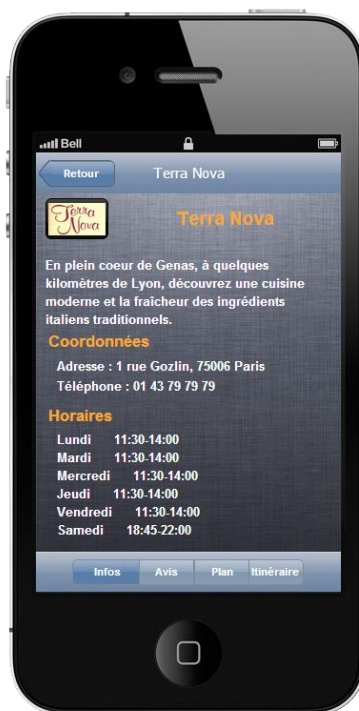 Bell
Retour
Terra Nova
Terra
Nova
Terra Nova
En plein coeur de Genas, à quelques
kilomètres de Lyon, découvrez une cuisine
moderne et la fraîcheur des ingrédients
italiens traditionnels.
Coordonnées
Adresse : 1 rue Gozlin, 75006 Paris
Téléphone : 01 43 79 79 79
Horaires
Lundi 11:30-14:00
Mardi 11:30-14:00
Mercredi 11:30-14:00
Jeudi 11:30-14:00
Vendredi 11:30-14:00
Samedi 18:45-22:00
Infos Avis Plan Itinéraire